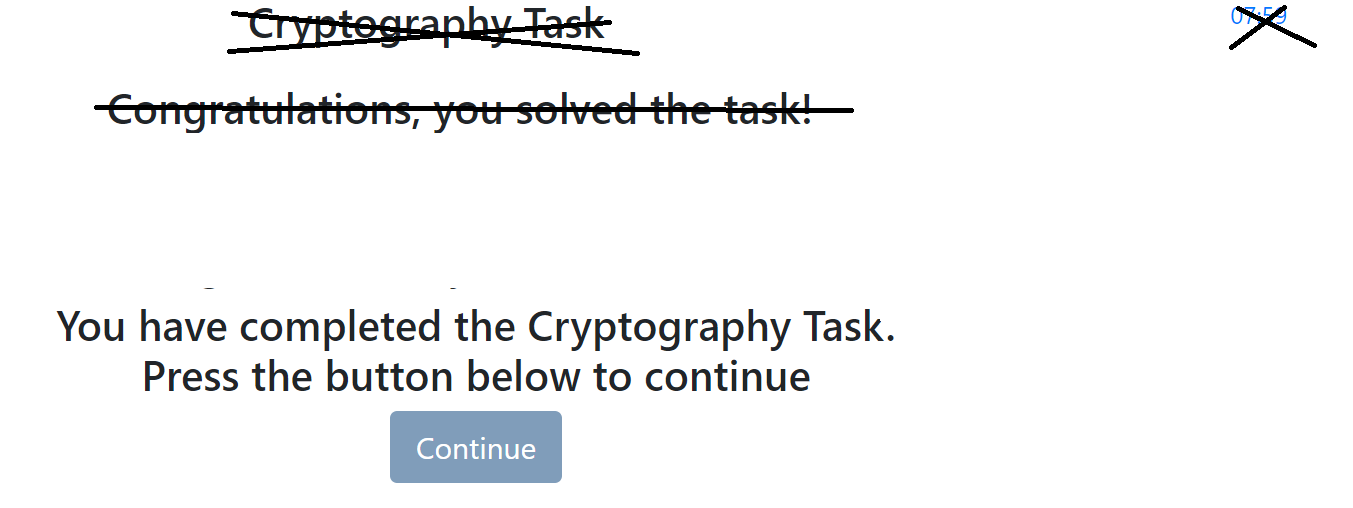 Cryptography Task
07:59
Congratulations, you solved the task!
You have completed the Cryptography Task.
Press the button below to continue
Continue